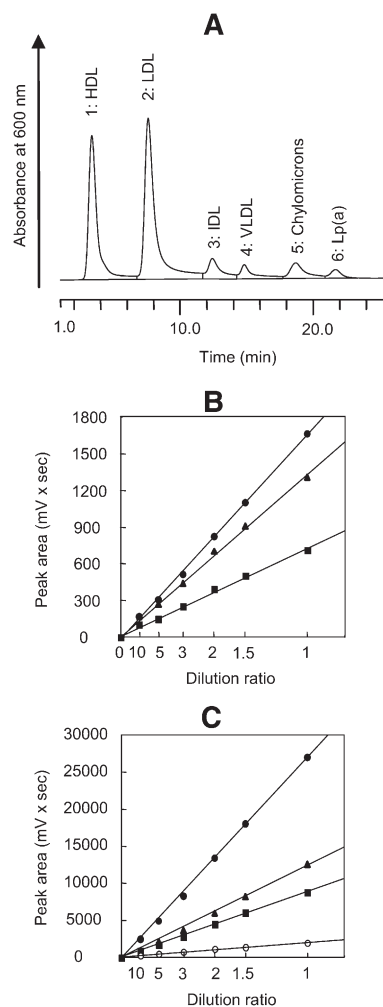 A
Absorbance at 600 nm
1: HDL
2: LDL
3: IDL
4: VLDL
5: Chylomicrons
6: Lp(a)
1.0 10.0 20.0
Time (min)
B
Peak area (mV x sec)
1800
1500
1200
900
600
300
0
0 10 5 3 2 1.5 1
Dilution ratio
C
Peak area (mV x sec)
30000
25000
20000
15000
10000
5000
0
10 5 3 2 1.5 1
Dilution ratio